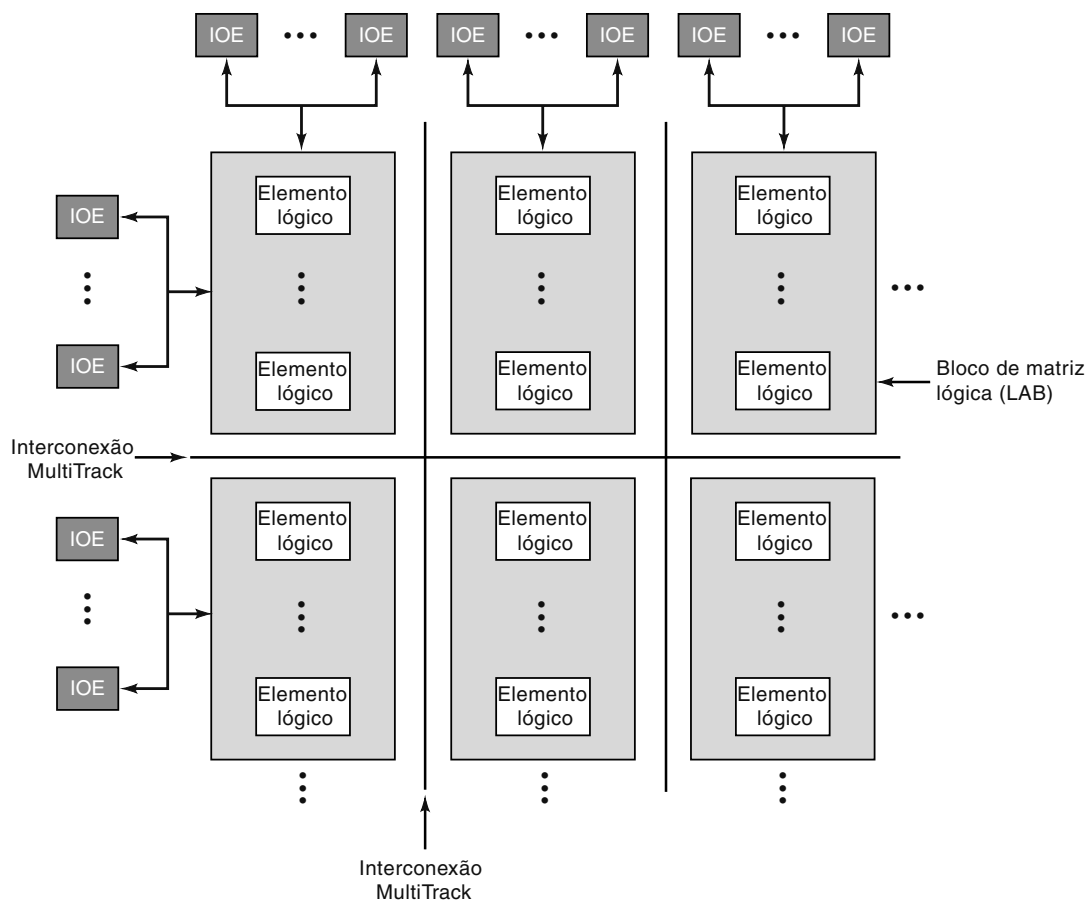 IOE IOE IOE IOE IOE IOE
Elemento
lógico
Elemento
lógico
Elemento
lógico
IOE
IOE
Elemento
lógico
Elemento
lógico
Elemento
lógico
Bloco de matriz
lógica (LAB)
Interconexão
MultiTrack
IOE
Elemento
lógico
Elemento
lógico
Elemento
lógico
IOE
Elemento
lógico
Elemento
lógico
Elemento
lógico
Interconexão
MultiTrack